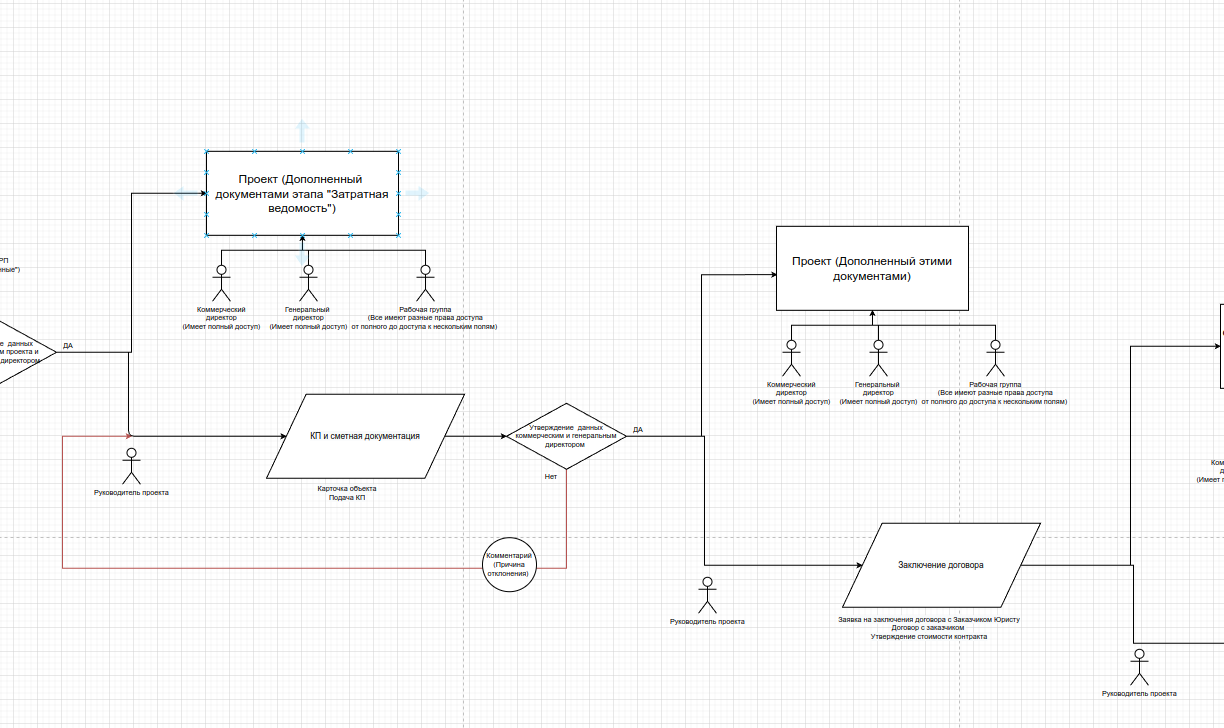 Проект (Дополненный
документами этапа "Затратная
ведомость")
Коммерческий
директор
(Имеет полный доступ)
Генеральный
директор
(Имеет полный доступ)
Рабочая группа
(Все имеют разные права доступа
от полного до доступа к нескольким полям)
данных
проекта и
директором
ДА
Руководитель проекта
КП и сметная документация
Карточка объекта
Подача КП
Утверждение данных
коммерческим и генеральным
директором
ДА
Нет
Комментарий
(Причина
отклонения)
Проект (Дополненный этими
документами)
Коммерческий
директор
(Имеет полный доступ)
Генеральный
директор
(Имеет полный доступ)
Рабочая группа
(Все имеют разные права доступа
от полного до доступа к нескольким полям)
Руководитель проекта
Заключение договора
Заявка на заключения договора с Заказчиком Юристу
Договор с заказчиком
Утверждение стоимости контракта
Руководитель проекта
(Имеет